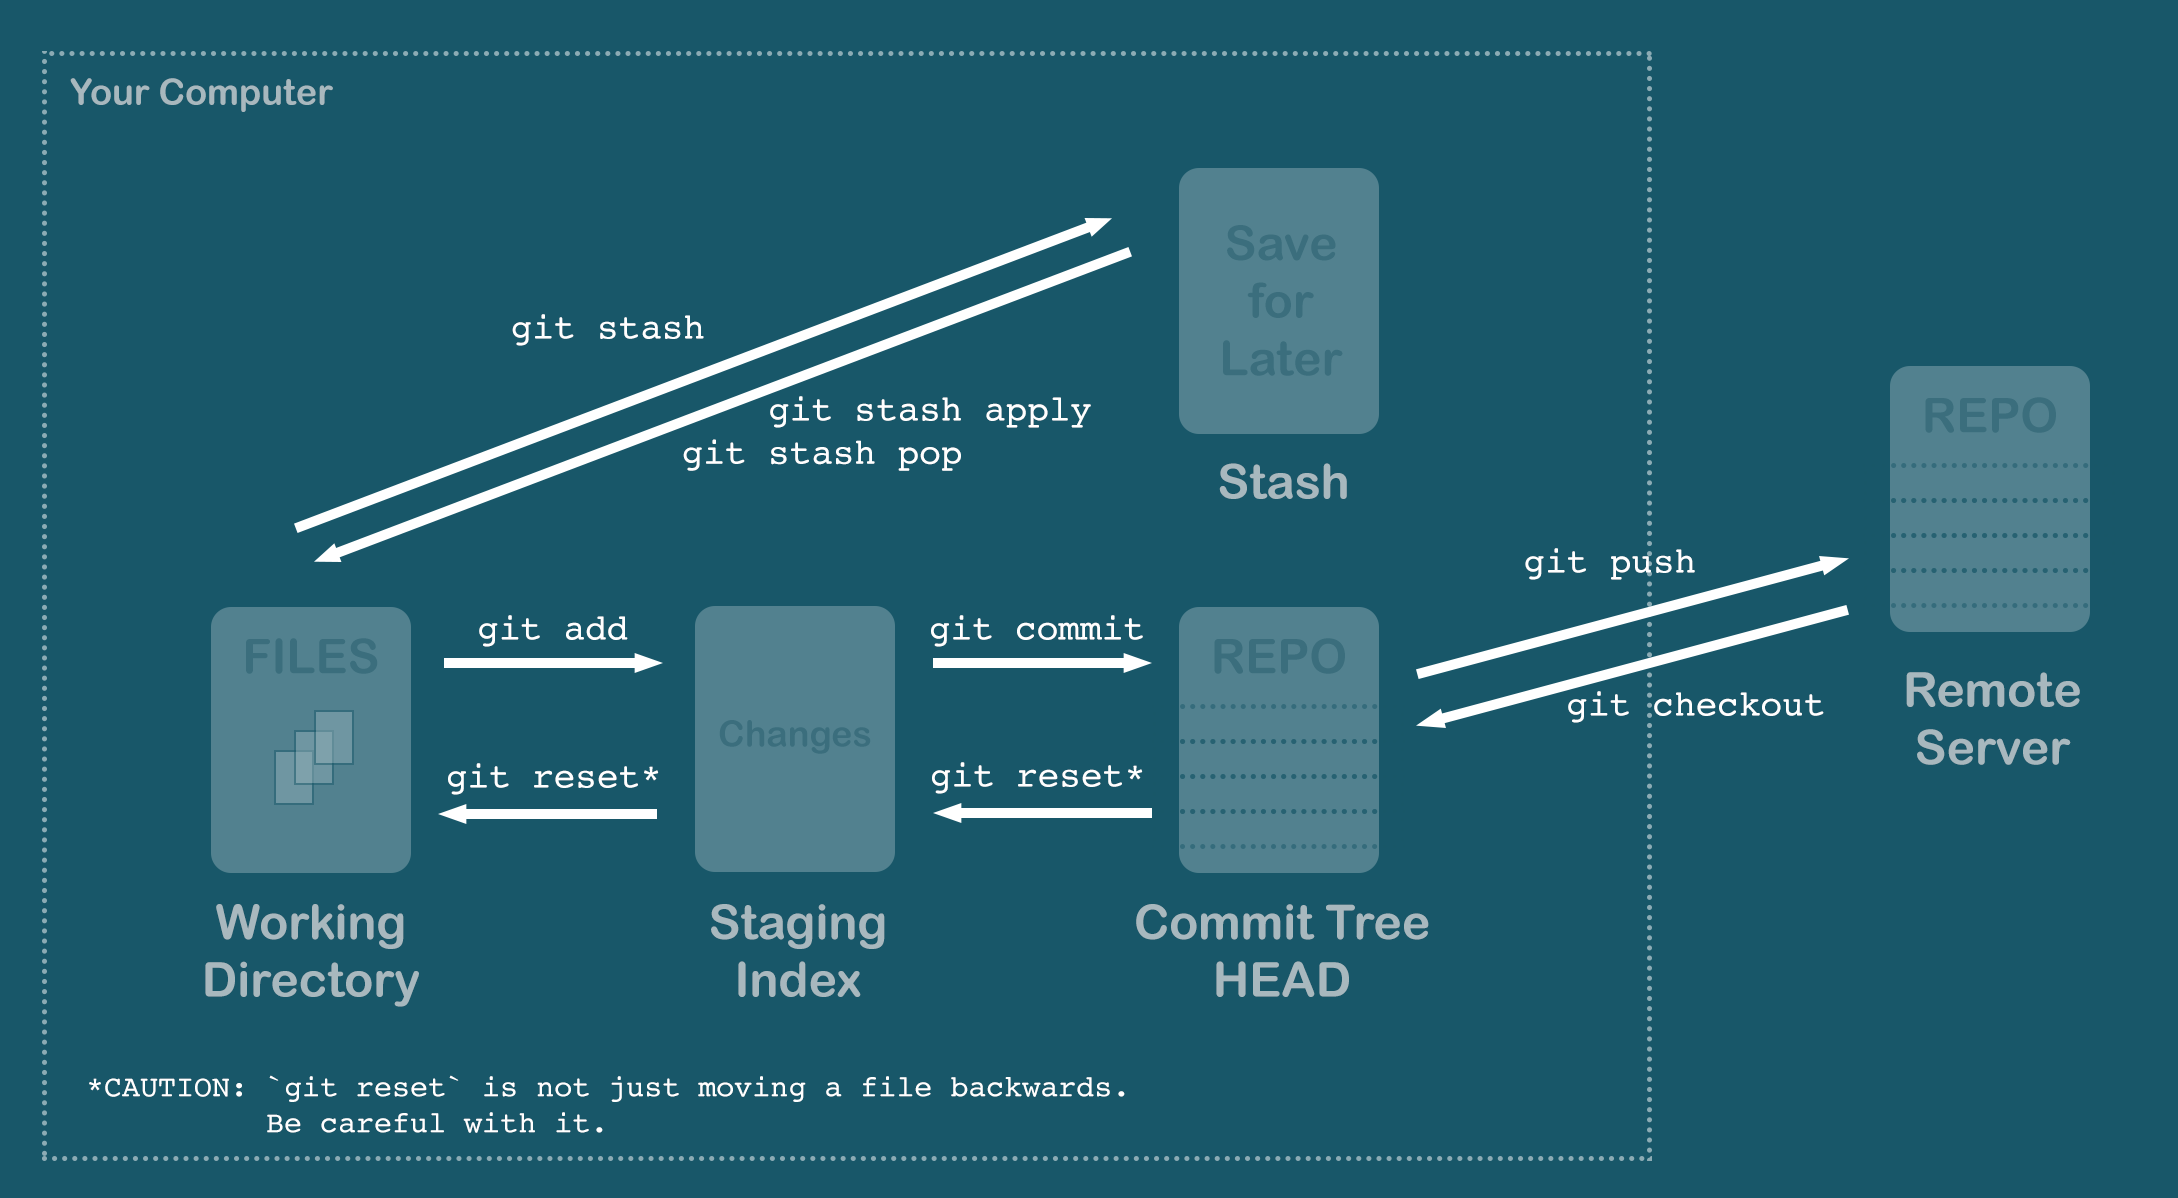 Your Computer
Save
for
Later
git stash
git stash apply
git stash pop
Stash
REPO
Remote
Server
git push
git checkout
FILES
git add
Changes
git commit
REPO
git reset*
git reset*
Working
Directory
Staging
Index
Commit Tree
HEAD
*CAUTION: `git reset` is not just moving a file backwards.
Be careful with it.